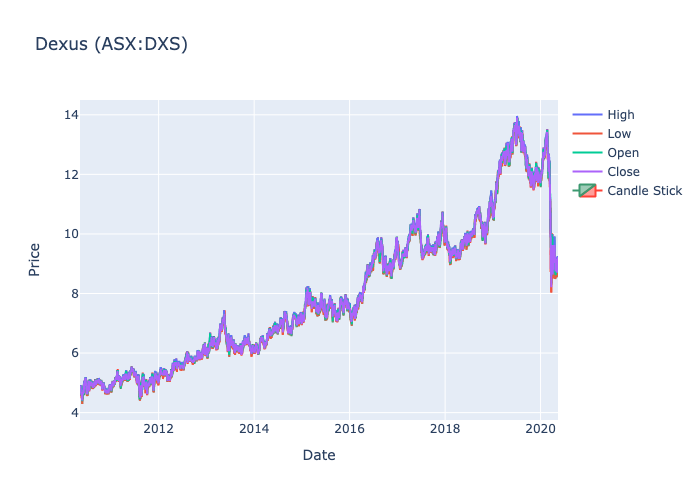 Dexus (ASX:DXS)
14
12
10
8
6
4
Price
2012
2014
2016
2018
2020
Date
High
Low
Open
Close
Candle Stick